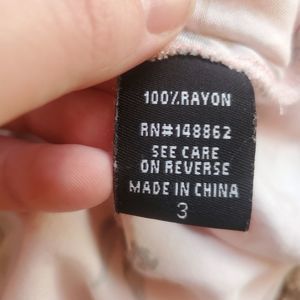 100%RAYON
RN#148862
SEE CARE
ON REVERSE
MADE IN CHINA
3